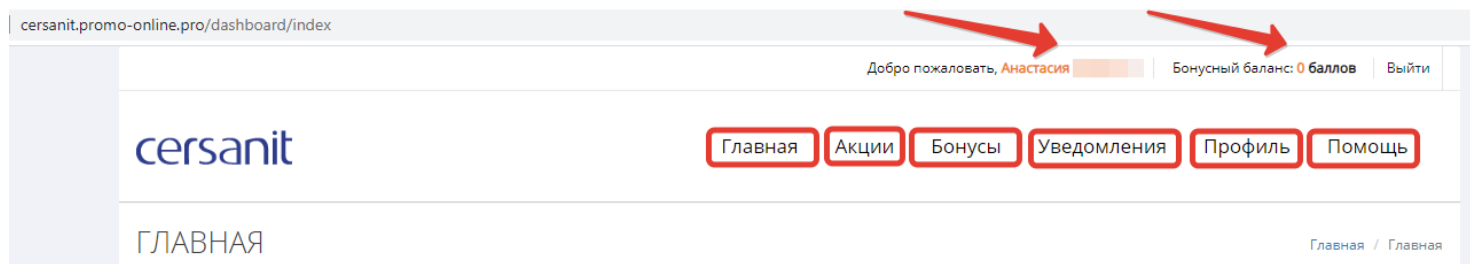 cersanit.promo-online.pro/dashboard/index
Добро пожаловать, Анастасия Бонусный баланс: 0 баллов Выйти
cersanit Главная Акции Бонусы Уведомления Профиль Помощь
ГЛАВНАЯ Главная / Главная